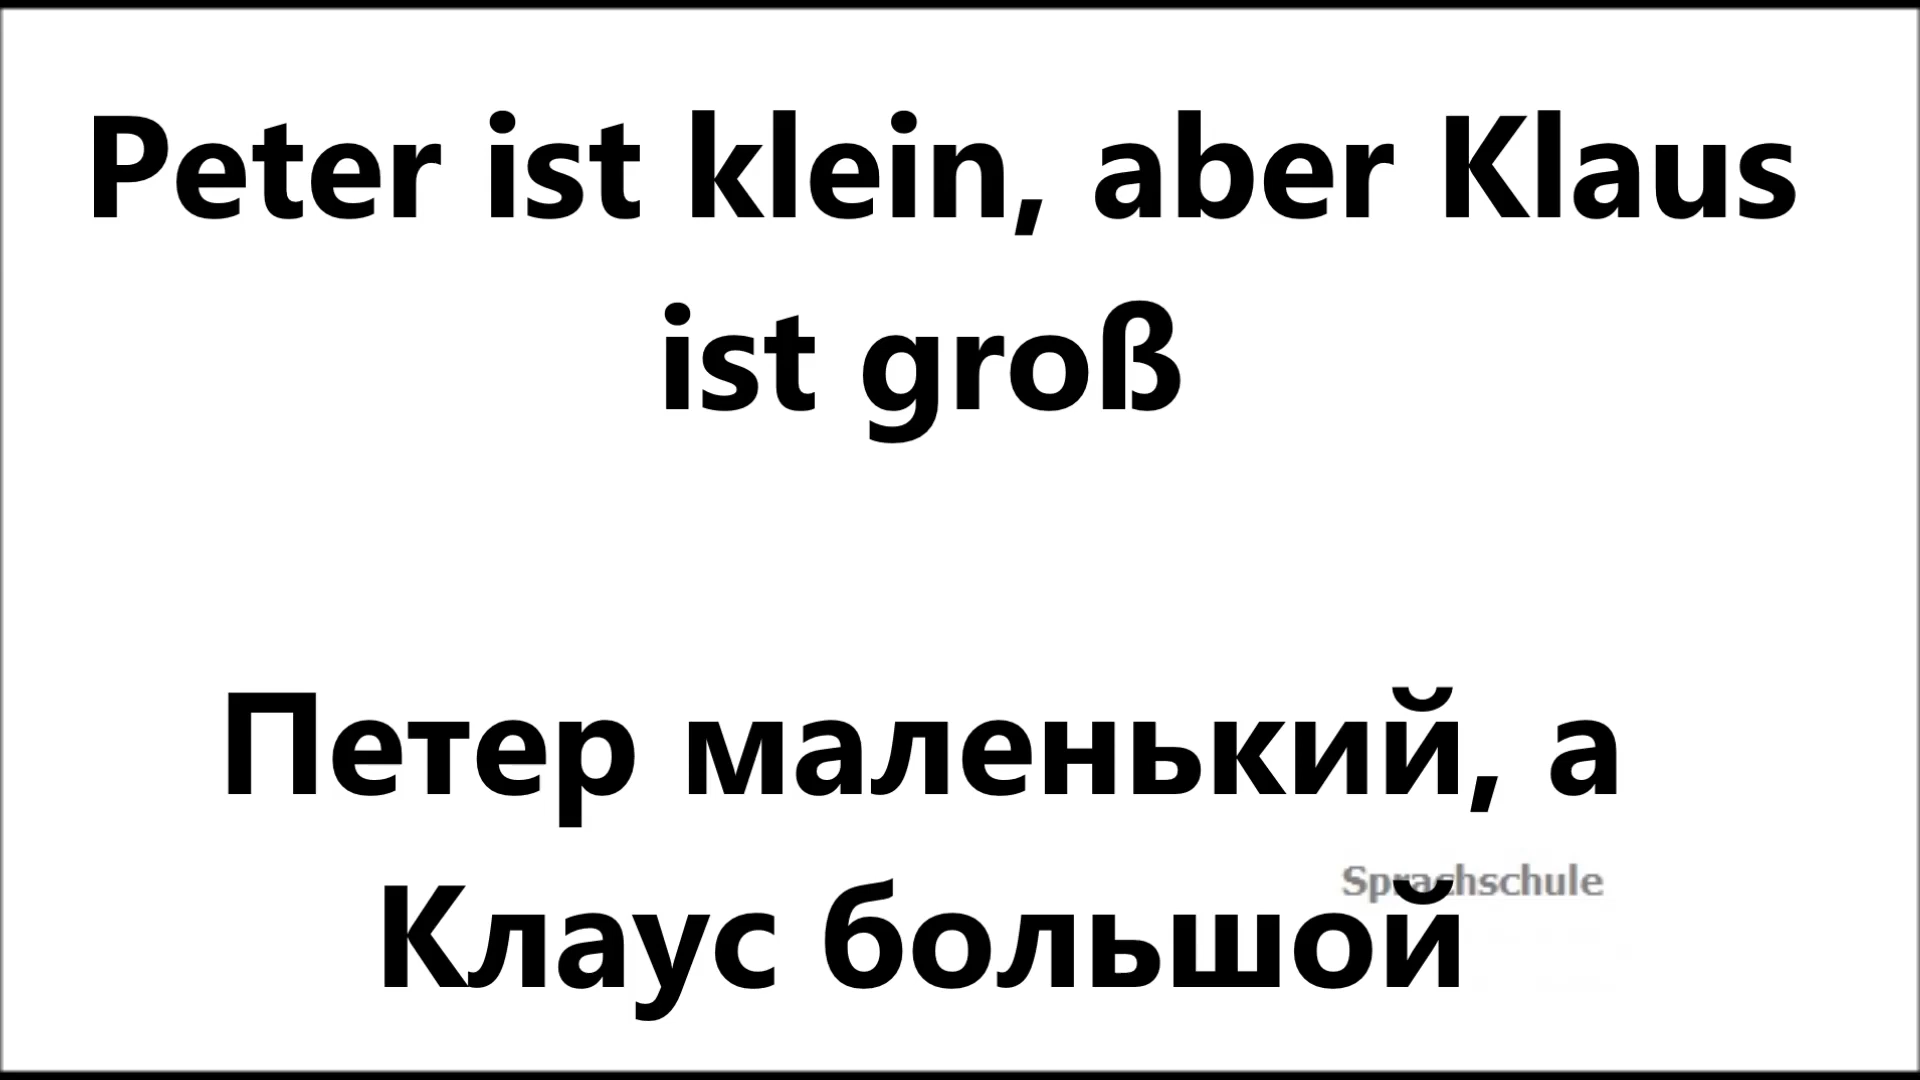 Peter ist klein, aber Klaus
ist groß
Петер маленький, а
Sprachschule
Клаус большой